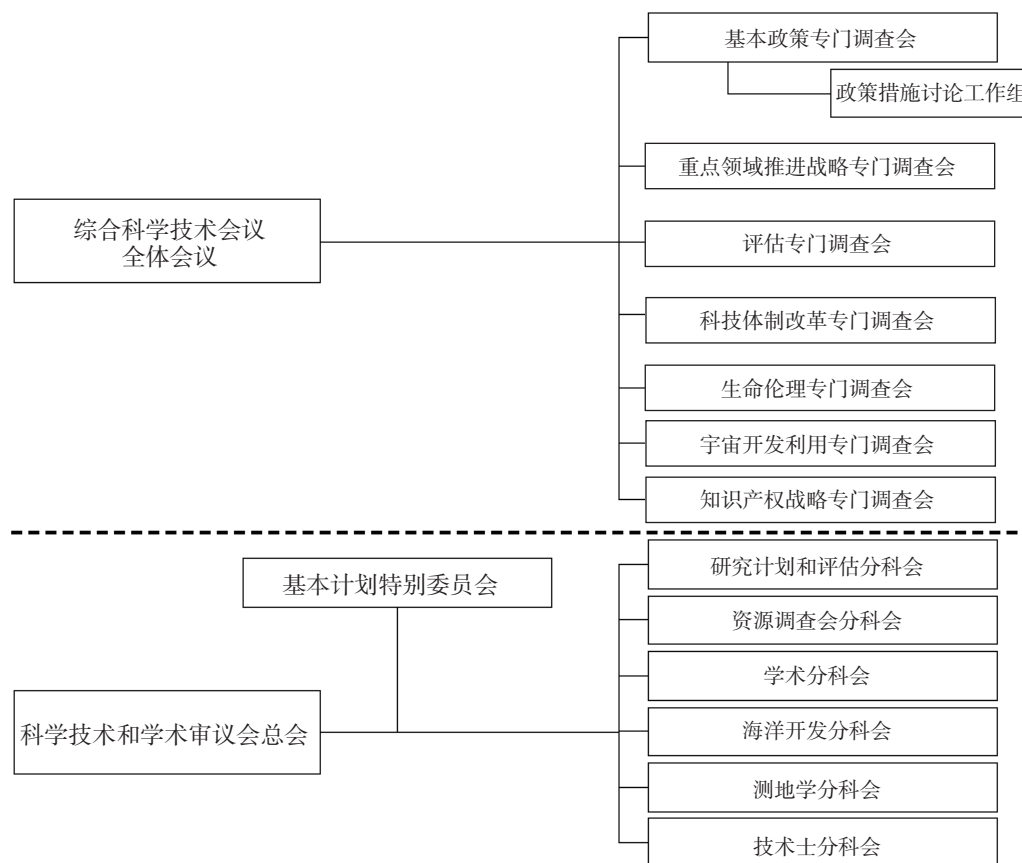 基本政策专门调查会
政策措施讨论工作组
重点领域推进战略专门调查会
综合科学技术会议
全体会议
评估专门调查会
科技体制改革专门调查会
生命伦理专门调查会
宇宙开发利用专门调查会
知识产权战略专门调查会
研究计划和评估分科会
基本计划特别委员会
资源调查会分科会
学术分科会
科学技术和学术审议会总会
海洋开发分科会
测地学分科会
技术士分科会